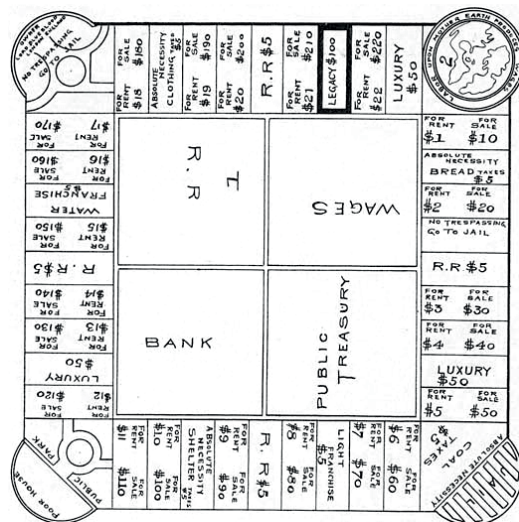 NO TRESPASSING
GO TO JAIL
FOR RENT $18
FOR SALE $180
ABSOLUTE NECESSITY
CLOTHING TAXES
$5
FOR RENT $19
FOR SALE $190
FOR RENT $20
FOR SALE $200
R.R $5
FOR RENT $21
FOR SALE $210
LEGACY $100
FOR RENT $22
FOR SALE $220
LUXURY
$50
LABOR UPON MOTHER EARTH PRODUCES WAGES
FOR RENT $1
FOR SALE $10
ABSOLUTE
NECESSITY
BREAD TAXES
$5
FOR RENT $2
FOR SALE $20
NO TRESPASSING
GO TO JAIL
R.R $5
FOR RENT $3
FOR SALE $30
FOR RENT $4
FOR SALE $40
LUXURY
$50
FOR RENT $5
FOR SALE $50
COAL
TAXES
$5
ABSOLUTE NECESSITY
FOR RENT $6
FOR SALE $60
FOR RENT $7
FOR SALE $70
LIGHT
FRANCHISE
$5
FOR RENT $8
FOR SALE $80
R.R $5
FOR RENT $9
FOR SALE $90
ABSOLUTE
NECESSITY
SHELTER TAXES
$5
FOR RENT $10
FOR SALE $100
FOR RENT $11
FOR SALE $110
PUBLIC
PARK
POOR HOUSE
FOR RENT $12
FOR SALE $120
LUXURY
$50
FOR RENT $13
FOR SALE $130
FOR RENT $14
FOR SALE $140
R.R $5
FOR RENT $15
FOR SALE $150
WATER
FRANCHISE
$5
FOR RENT $16
FOR SALE $160
FOR RENT $17
FOR SALE $170
R.R
WAGES
BANK
PUBLIC
TREASURY